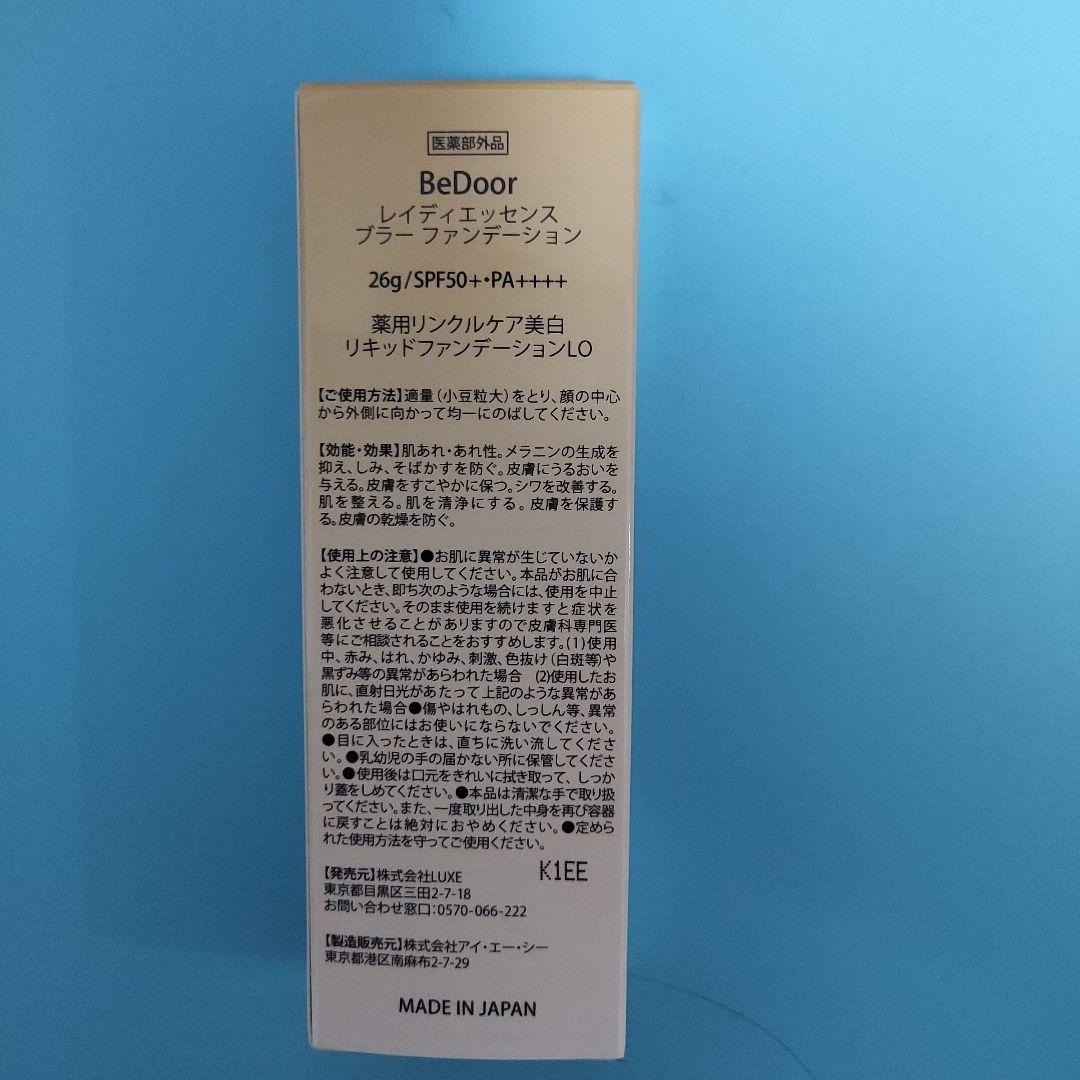 医薬部外品
BeDoor
レイディエッセンス
ブラー ファンデーション
26g/SPF50+・PA++++
薬用リンクルケア美白
リキッドファンデーションLO
【ご使用方法】適量（小豆粒大）をとり、顔の中心
から外側に向かって均一にのばしてください。
【効能・効果】肌あれ・あれ性。メラニンの生成を
抑え、しみ、そばかすを防ぐ。皮膚にうるおいを
与える。皮膚をすこやかに保つ。シワを改善する。
肌を整える。肌を清浄にする。皮膚を保護す
る。皮膚の乾燥を防ぐ。
【使用上の注意】●お肌に異常が生じていないか
よく注意して使用してください。本品がお肌に合
わないとき、即ち次のような場合には、使用を中止
してください。そのまま使用を続けますと症状を
悪化させることがありますので皮膚科専門医
等にご相談されることをおすすめします。(1)使用
中、赤み、はれ、かゆみ、刺激、色抜け（白斑等）や
黒ずみ等の異常があらわれた場合 (2)使用したお
肌に、直射日光があたって上記のような異常があ
らわれた場合●傷やはれもの、しっしん等、異常
のある部位にはお使いにならないでください。
●目に入ったときは、直ちに洗い流してくださ
い。●乳幼児の手の届かない所に保管してくださ
い。●使用後は口元をきれいに拭き取って、しっか
り蓋をしめてください。●本品は清潔な手で取り扱
ってください。また、一度取り出した中身を再び容器
に戻すことは絶対におやめください。●定めら
れた使用方法を守ってご使用ください。
K1EE
【発売元】株式会社LUXE
東京都目黒区三田2-7-18
お問い合わせ窓口：0570-066-222
【製造販売元】株式会社アイ・エー・シー
東京都港区南麻布2-7-29
MADE IN JAPAN